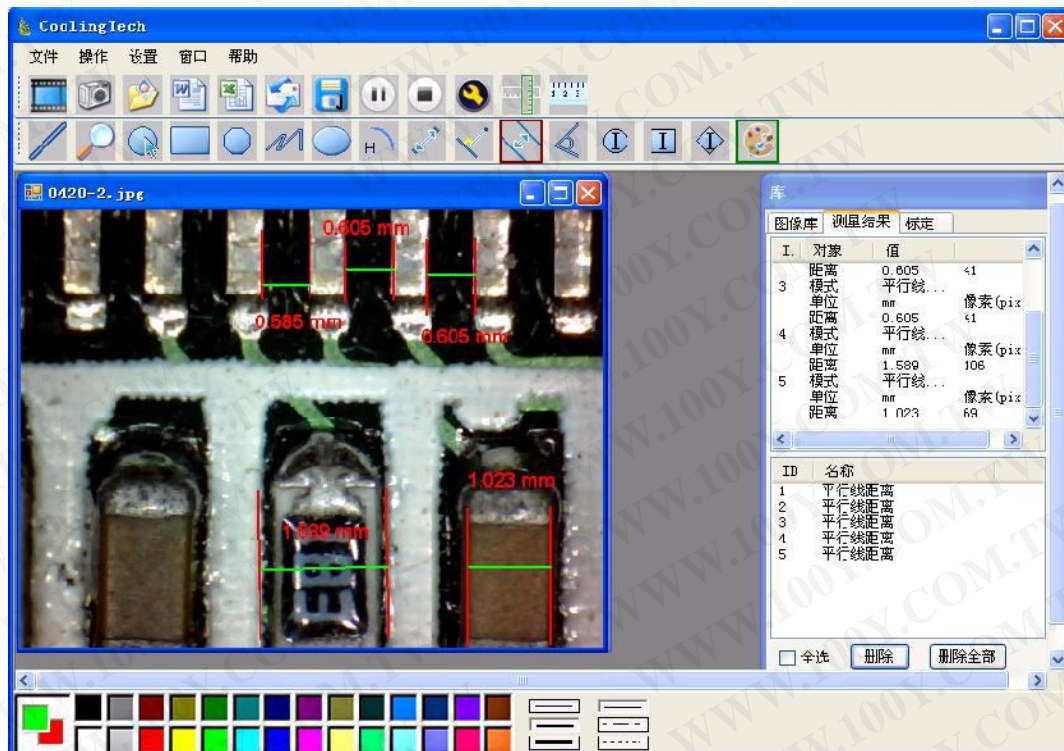 CoolingTech
文件 操作 设置 窗口 帮助
H
0420-2.jpg
0.605 mm
0.585 mm
0.605 mm
1.023 mm
1.589 mm
库
图像库 测量结果 标定
I. 对象 值
距离 0.605 41
3 模式 平行线...
单位 mm 像素(pix
距离 0.605 41
4 模式 平行线...
单位 mm 像素(pix
距离 1.589 106
5 模式 平行线...
单位 mm 像素(pix
距离 1.023 69
ID 名称
1 平行线距离
2 平行线距离
3 平行线距离
4 平行线距离
5 平行线距离
全选 删除 删除全部
WWW.100Y.COM.TW